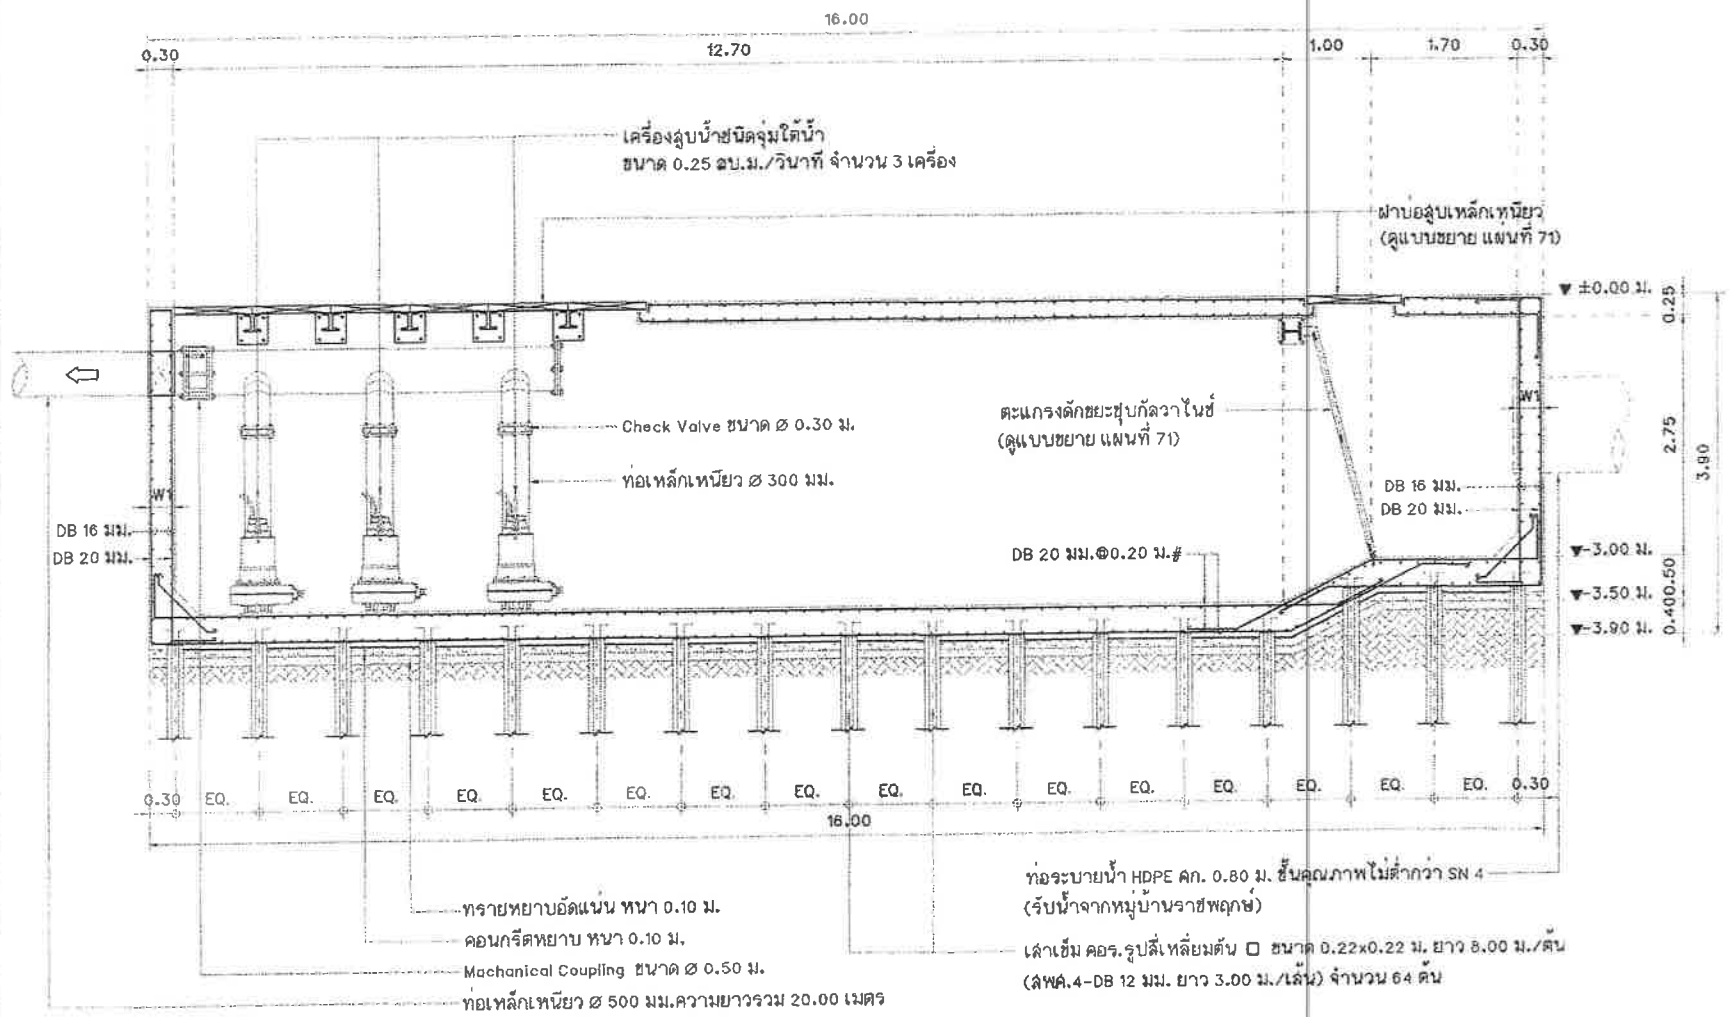 16.00
0.30 12.70 1.00 1.70 0.30
เครื่องสูบน้ำชนิดจุ่มใต้น้ำ
ขนาด 0.25 ลบ.ม./วินาที จำนวน 3 เครื่อง
ฝาบ่อสูบเหล็กเหนียว
(ดูแบบขยาย แผ่นที่ 71)
▼ ±0.00 ม.
0.25
ตะแกรงดักขยะชุบกัลวาไนซ์
(ดูแบบขยาย แผ่นที่ 71)
W1
Check Valve ขนาด Ø 0.30 ม.
2.75
3.90
ท่อเหล็กเหนียว Ø 300 มม.
W1
DB 16 มม.
DB 20 มม.
DB 16 มม.
DB 20 มม.
DB 20 มม.@0.20 ม.#
▼-3.00 ม.
0.50
▼-3.50 ม.
0.40
▼-3.90 ม.
0.30 EQ. EQ. EQ. EQ. EQ. EQ. EQ. EQ. EQ. EQ. EQ. EQ. EQ. EQ. EQ. EQ. 0.30
16.00
ท่อระบายน้ำ HDPE ศก. 0.80 ม. ชั้นคุณภาพไม่ต่ำกว่า SN 4
(รับน้ำจากหมู่บ้านราชพฤกษ์)
เสาเข็ม คอร.รูปสี่เหลี่ยมตัน ขนาด 0.22x0.22 ม. ยาว 8.00 ม./ต้น
(สพค.4-DB 12 มม. ยาว 3.00 ม./เส้น) จำนวน 64 ต้น
ทรายหยาบอัดแน่น หนา 0.10 ม.
คอนกรีตหยาบ หนา 0.10 ม.
Machanical Coupling ขนาด Ø 0.50 ม.
ท่อเหล็กเหนียว Ø 500 มม.ความยาวรวม 20.00 เมตร